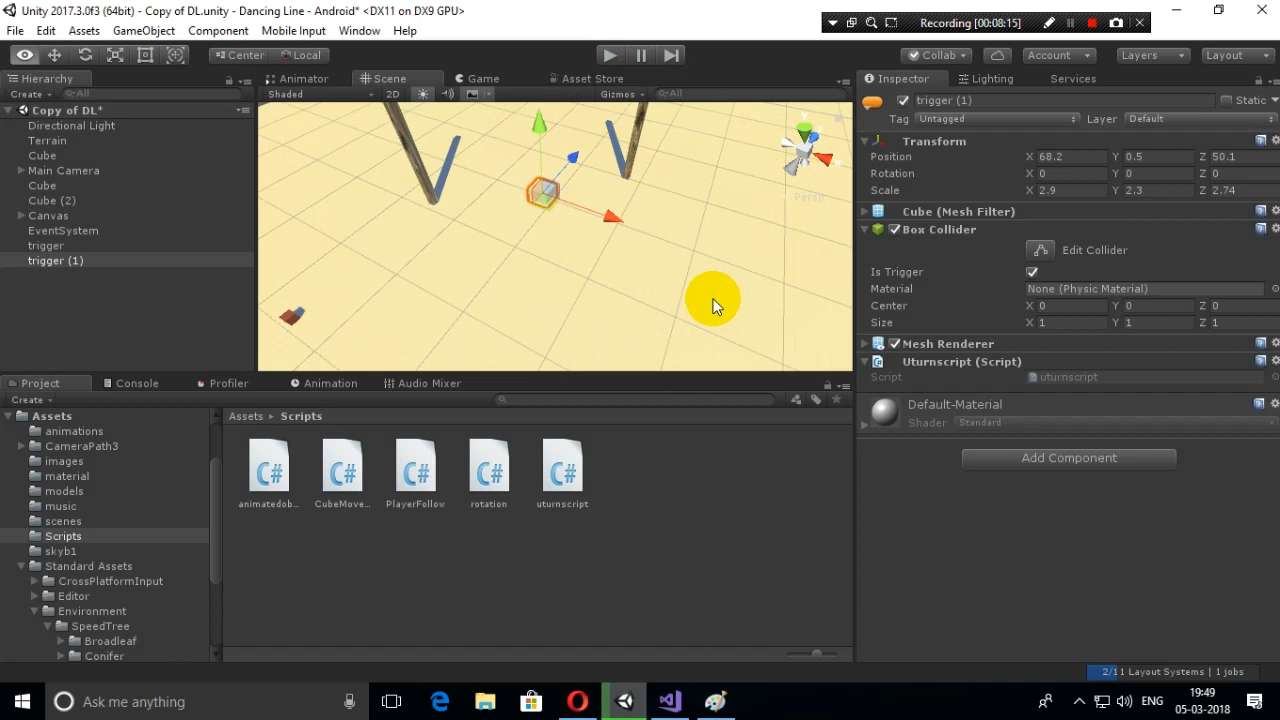 Unity 2017.3.0f3 (64bit) - Copy of DL.unity - Dancing Line - Android* <DX11 on DX9 GPU>
Recording [00:08:15]
File Edit Assets GameObject Component Mobile Input Window Help
Center Local Collab Account Layers Layout
Hierarchy Animator Scene Game Asset Store Inspector Lighting Services
Create All Shaded 2D Gizmos All trigger (1) Static
Copy of DL* Tag Untagged Layer Default
Directional Light
Terrain
Cube
Main Camera
Cube
Cube (2)
Canvas
EventSystem
trigger
trigger (1)
y
Persp
Transform
Position X 68.2 Y 0.5 Z 50.1
Rotation X 0 Y 0 Z 0
Scale X 2.9 Y 2.3 Z 2.74
Cube (Mesh Filter)
Box Collider
Edit Collider
Is Trigger
Material None (Physic Material)
Center X 0 Y 0 Z 0
Size X 1 Y 1 Z 1
Mesh Renderer
Uturnscript (Script)
Script uturnscript
Default-Material
Shader Standard
Add Component
Project Console Profiler Animation Audio Mixer
Create
Assets
animations
CameraPath3
images
material
models
music
scenes
Scripts
skyb1
Standard Assets
CrossPlatformInput
Editor
Environment
SpeedTree
Broadleaf
Conifer
Assets Scripts
C# C# C# C# C#
animatedob... CubeMove... PlayerFollow rotation uturnscript
2/11 Layout Systems | 1 jobs
Ask me anything
ENG
19:49
05-03-2018